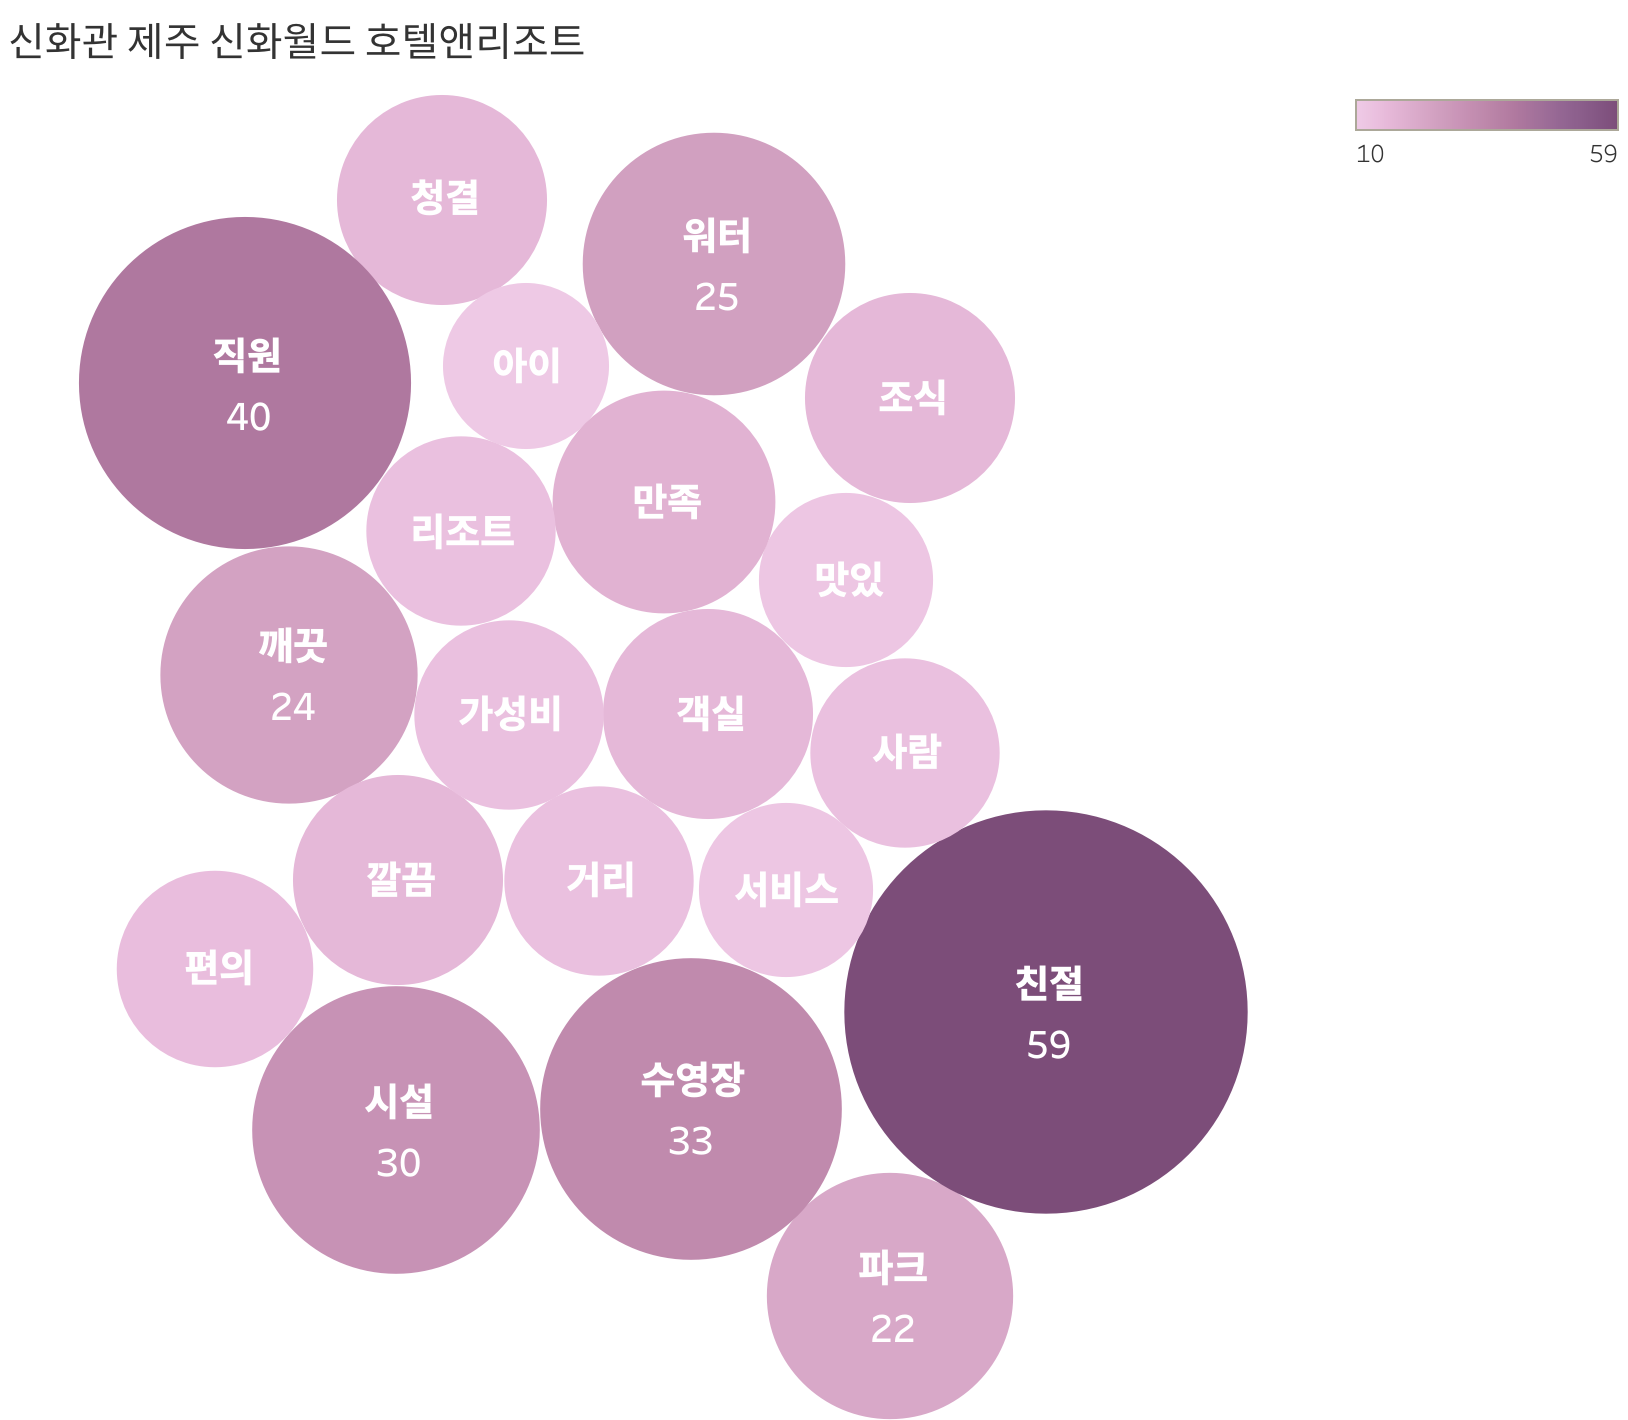 신화관 제주 신화월드 호텔앤리조트
10
59
청결
워터
25
직원
40
아이
조식
만족
리조트
맛있
깨끗
24
가성비
객실
사람
깔끔
거리
서비스
편의
친절
59
시설
30
수영장
33
파크
22